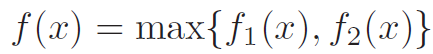 f(x) = max{f₁(x), f₂(x)}